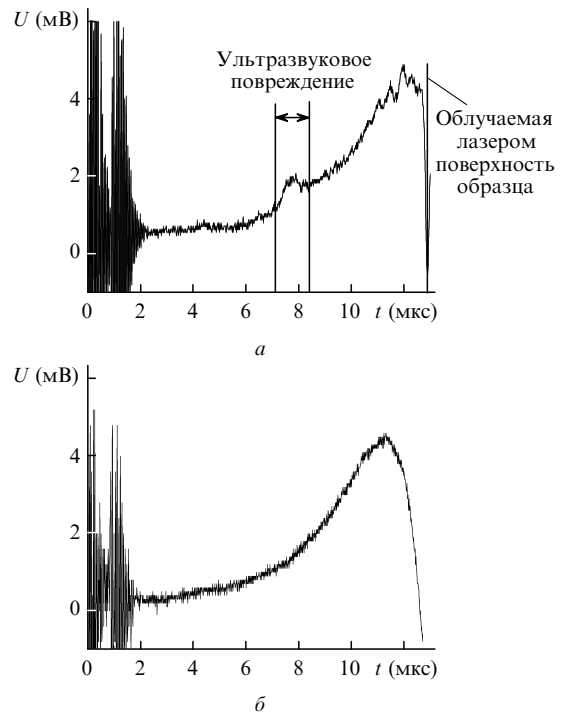 U (мВ)
Ультразвуковое
повреждение
4
Облучаемая
лазером
поверхность
образца
2
0
0 2 4 6 8 10 t (мкс)
а
U (мВ)
4
2
0
0 2 4 6 8 10 t (мкс)
б